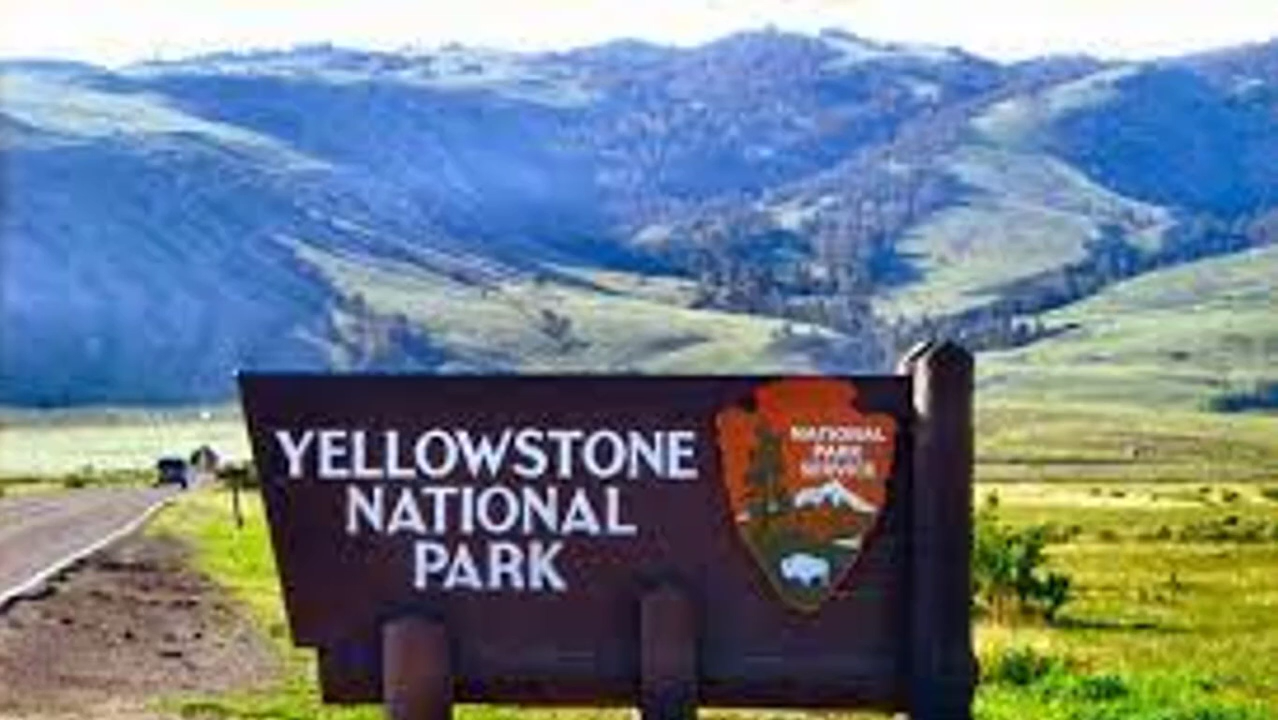 YELLOWSTONE
NATIONAL
PARK
NATIONAL
PARK
SERVICE